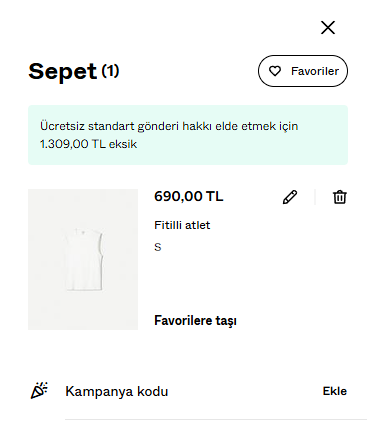 Sepet (1)
Favoriler
Ücretsiz standart gönderi hakkı elde etmek için
1.309,00 TL eksik
690,00 TL
Fitilli atlet
S
Favorilere taşı
Kampanya kodu
Ekle